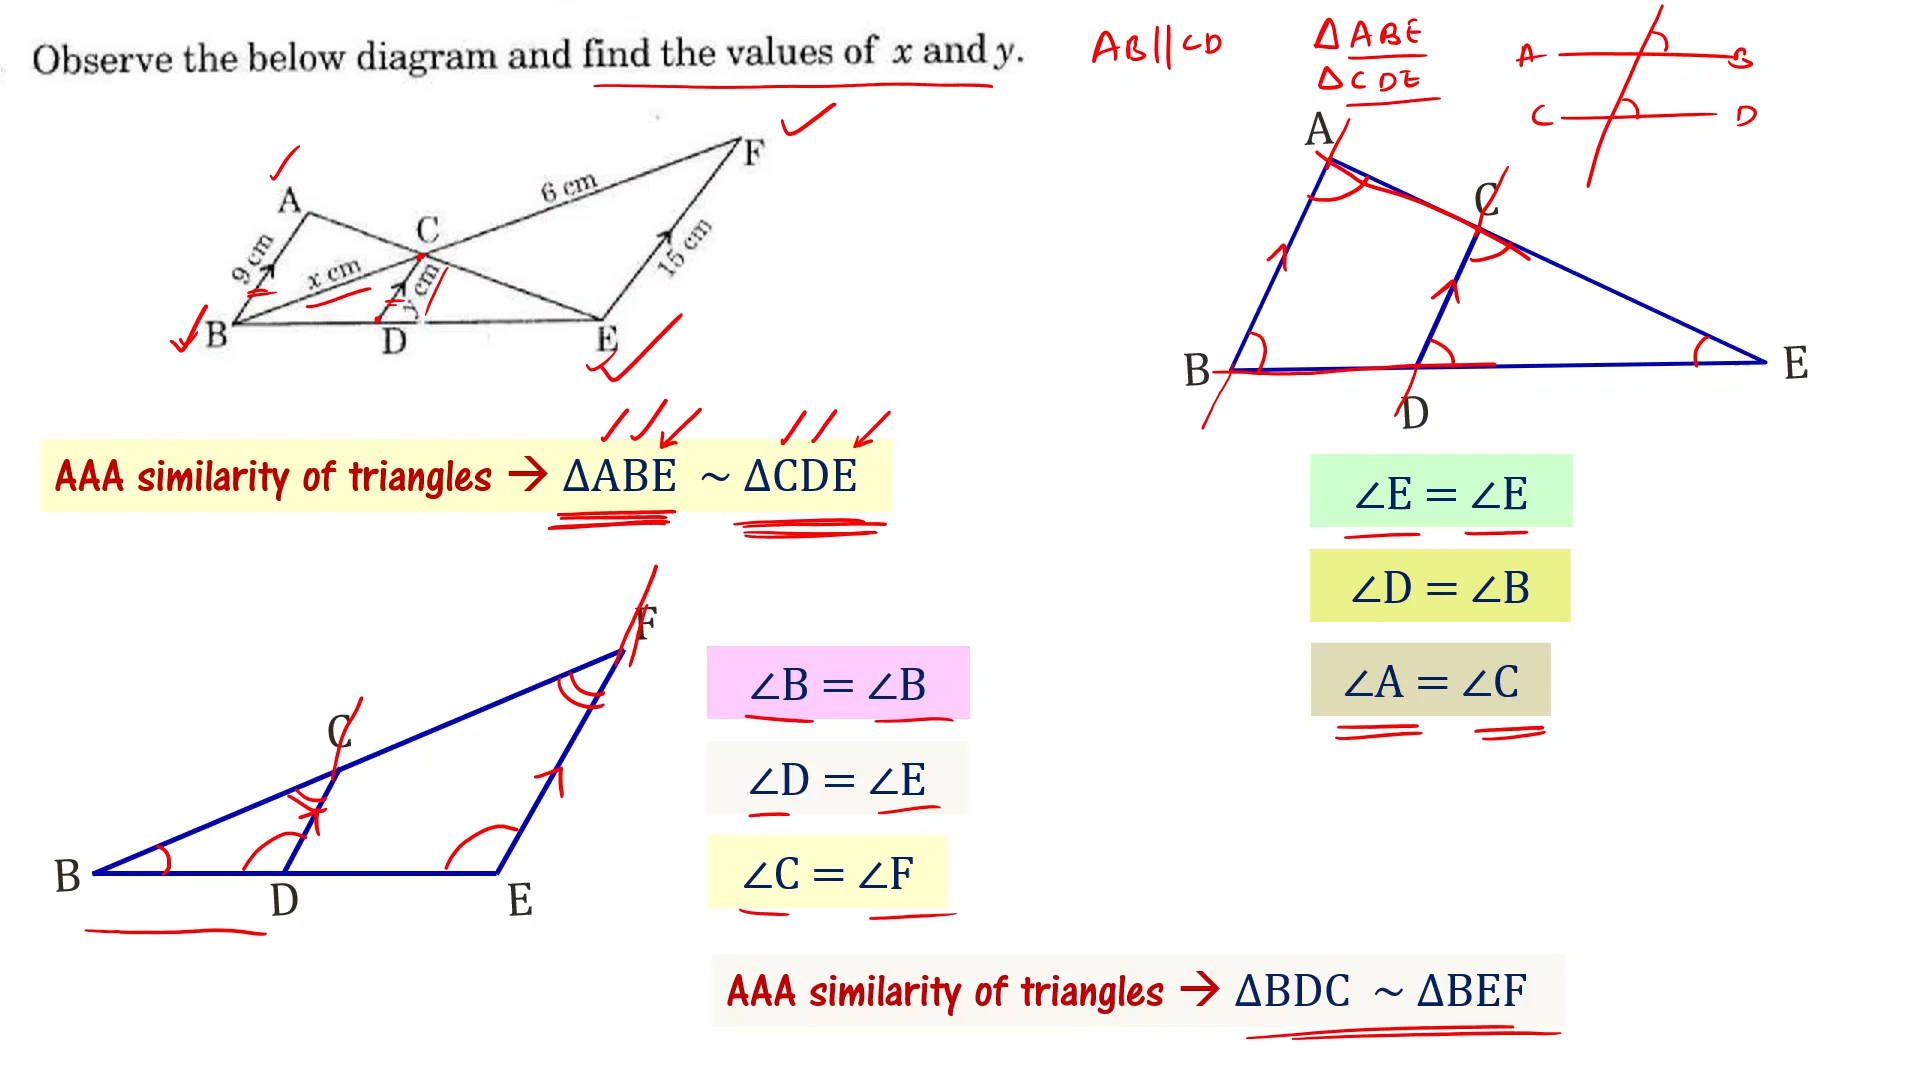 Observe the below diagram and find the values of x and y.
AB||CD
ΔABE
ΔCDE
A B
C D
F
6 cm
A
C
9 cm
x cm
y cm
15 cm
B
D
E
A
C
B
D
E
AAA similarity of triangles → ΔABE ~ ΔCDE
∠E = ∠E
∠D = ∠B
∠A = ∠C
F
C
B
D
E
∠B = ∠B
∠D = ∠E
∠C = ∠F
AAA similarity of triangles → ΔBDC ~ ΔBEF